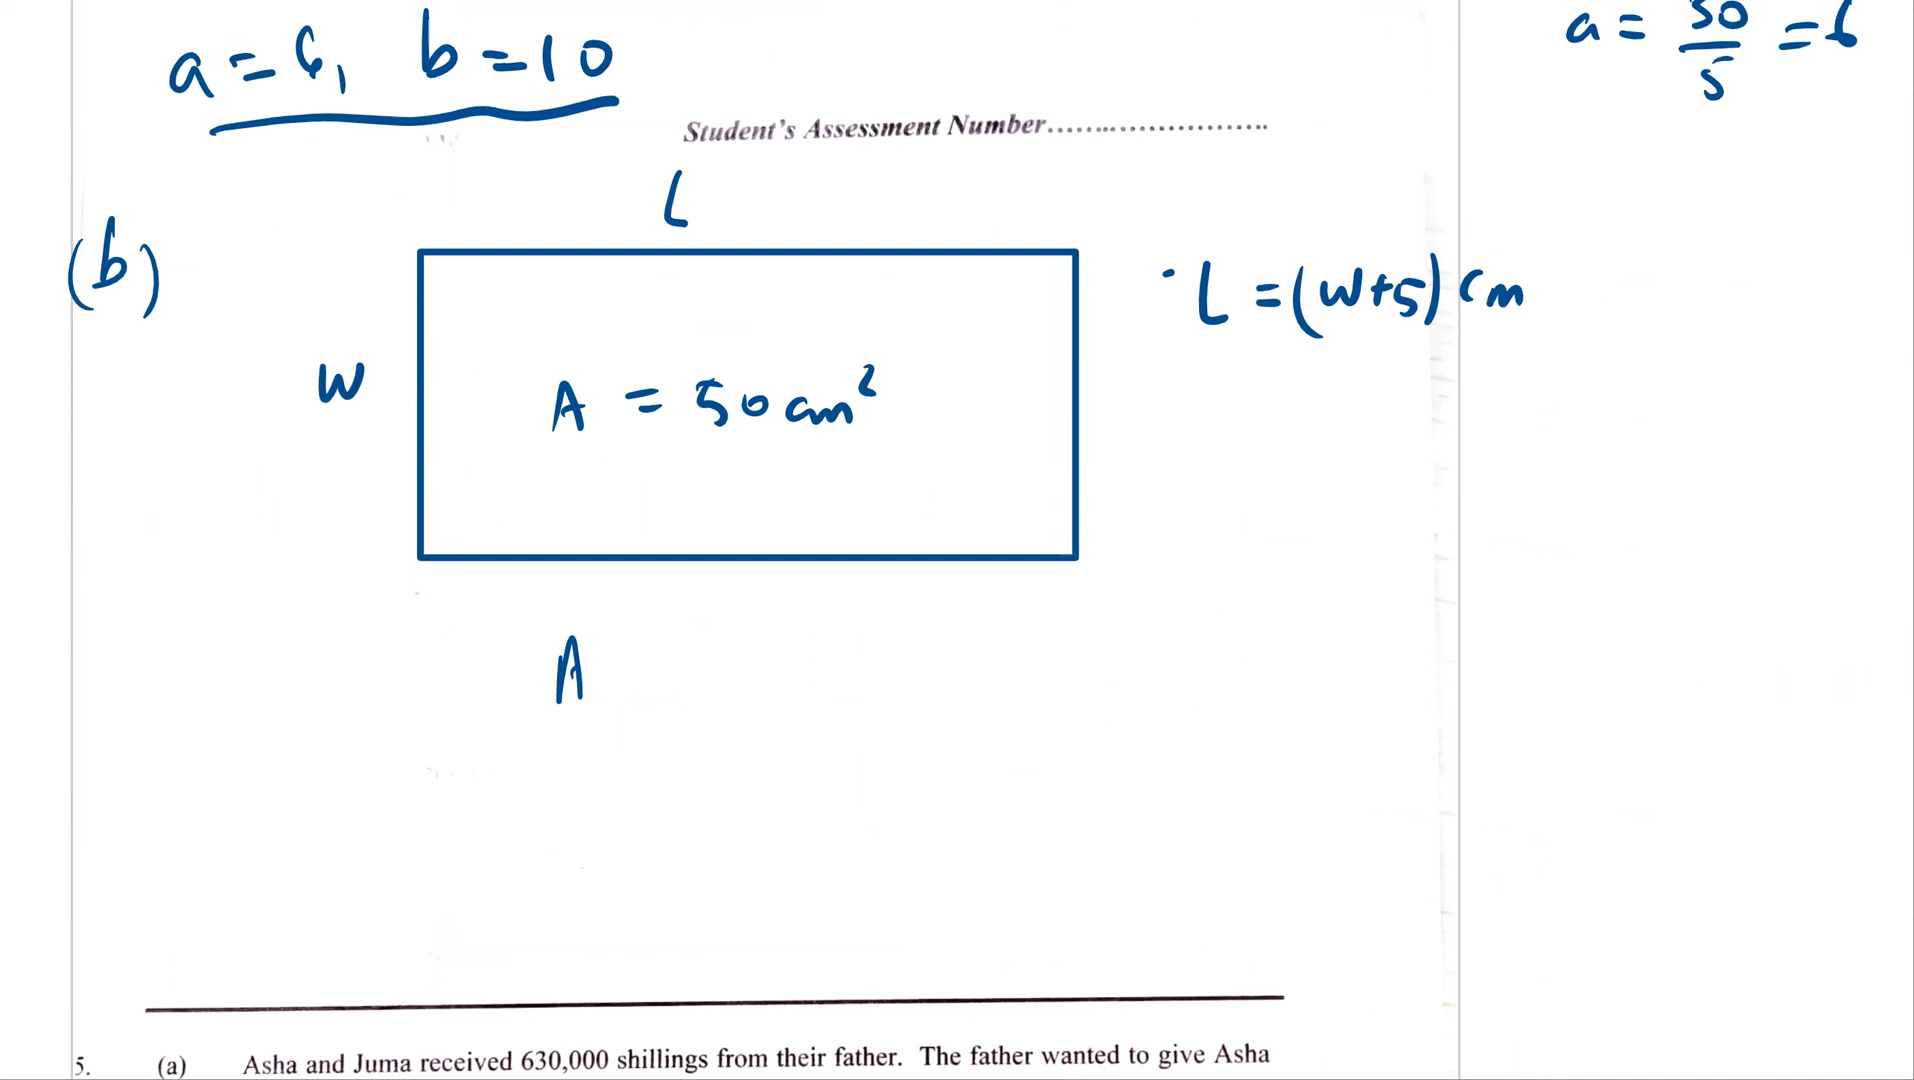 a = 6, b = 10
a = 30/5 = 6
Student's Assessment Number.............................
L
(b)
L = (W+5) cm
W
A = 50 cm²
A
5. (a) Asha and Juma received 630,000 shillings from their father. The father wanted to give Asha